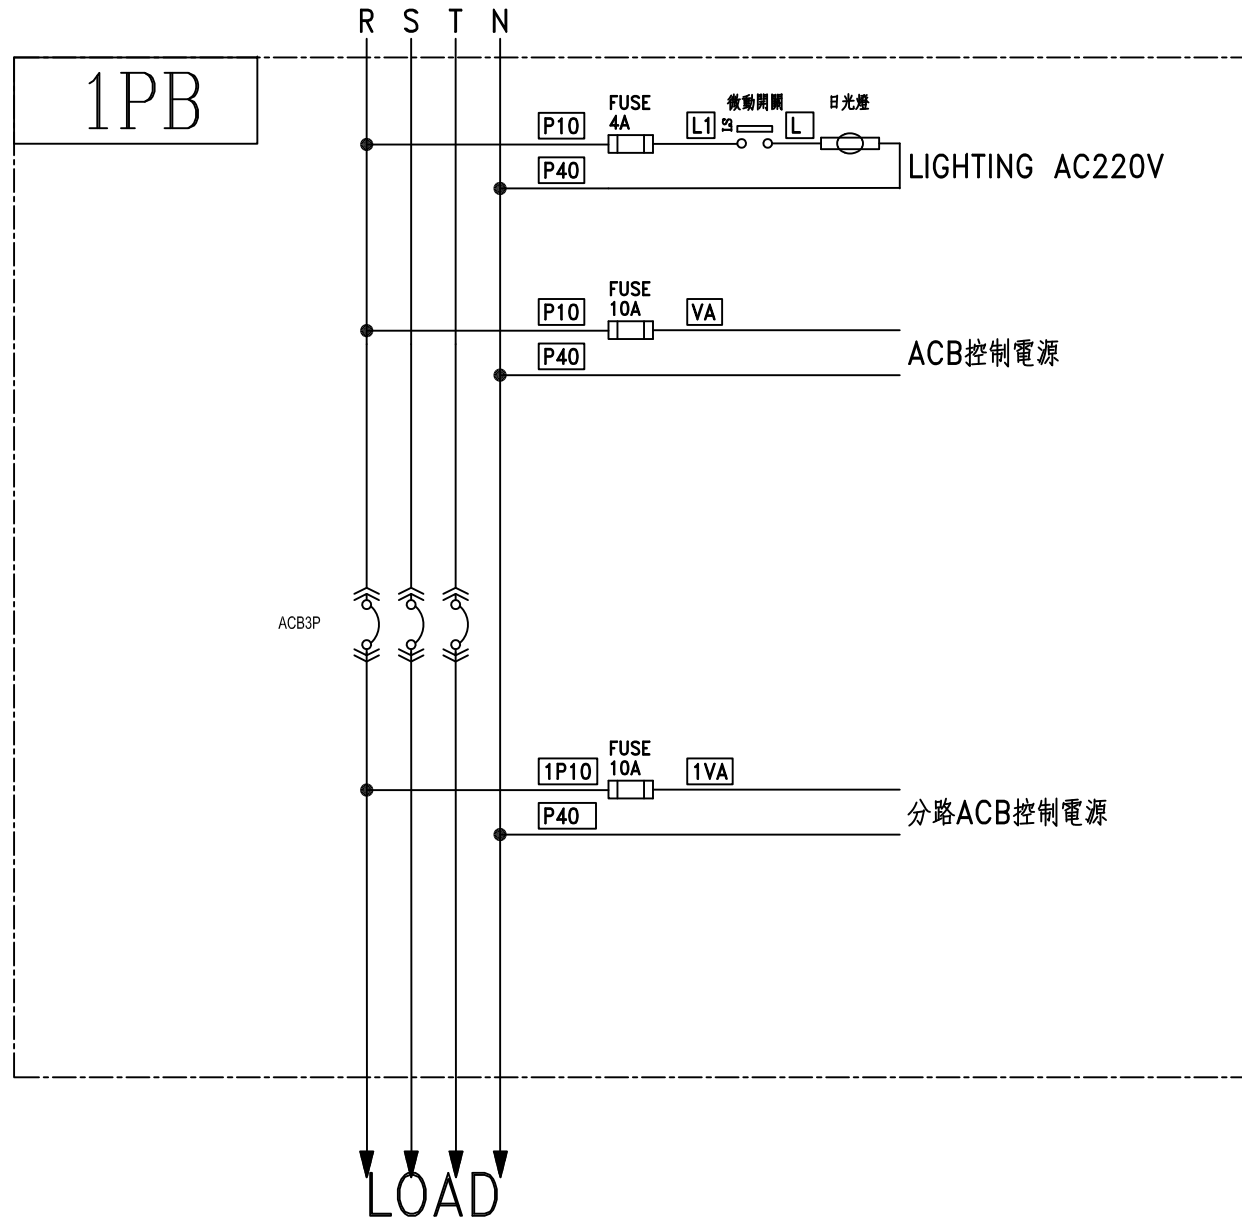 R S T N
1PB
FUSE
4A
微動開關
日光燈
P10
L1
LS
L
P40
LIGHTING AC220V
FUSE
10A
P10
VA
P40
ACB控制電源
ACB3P
FUSE
10A
1P10
1VA
P40
分路ACB控制電源
LOAD